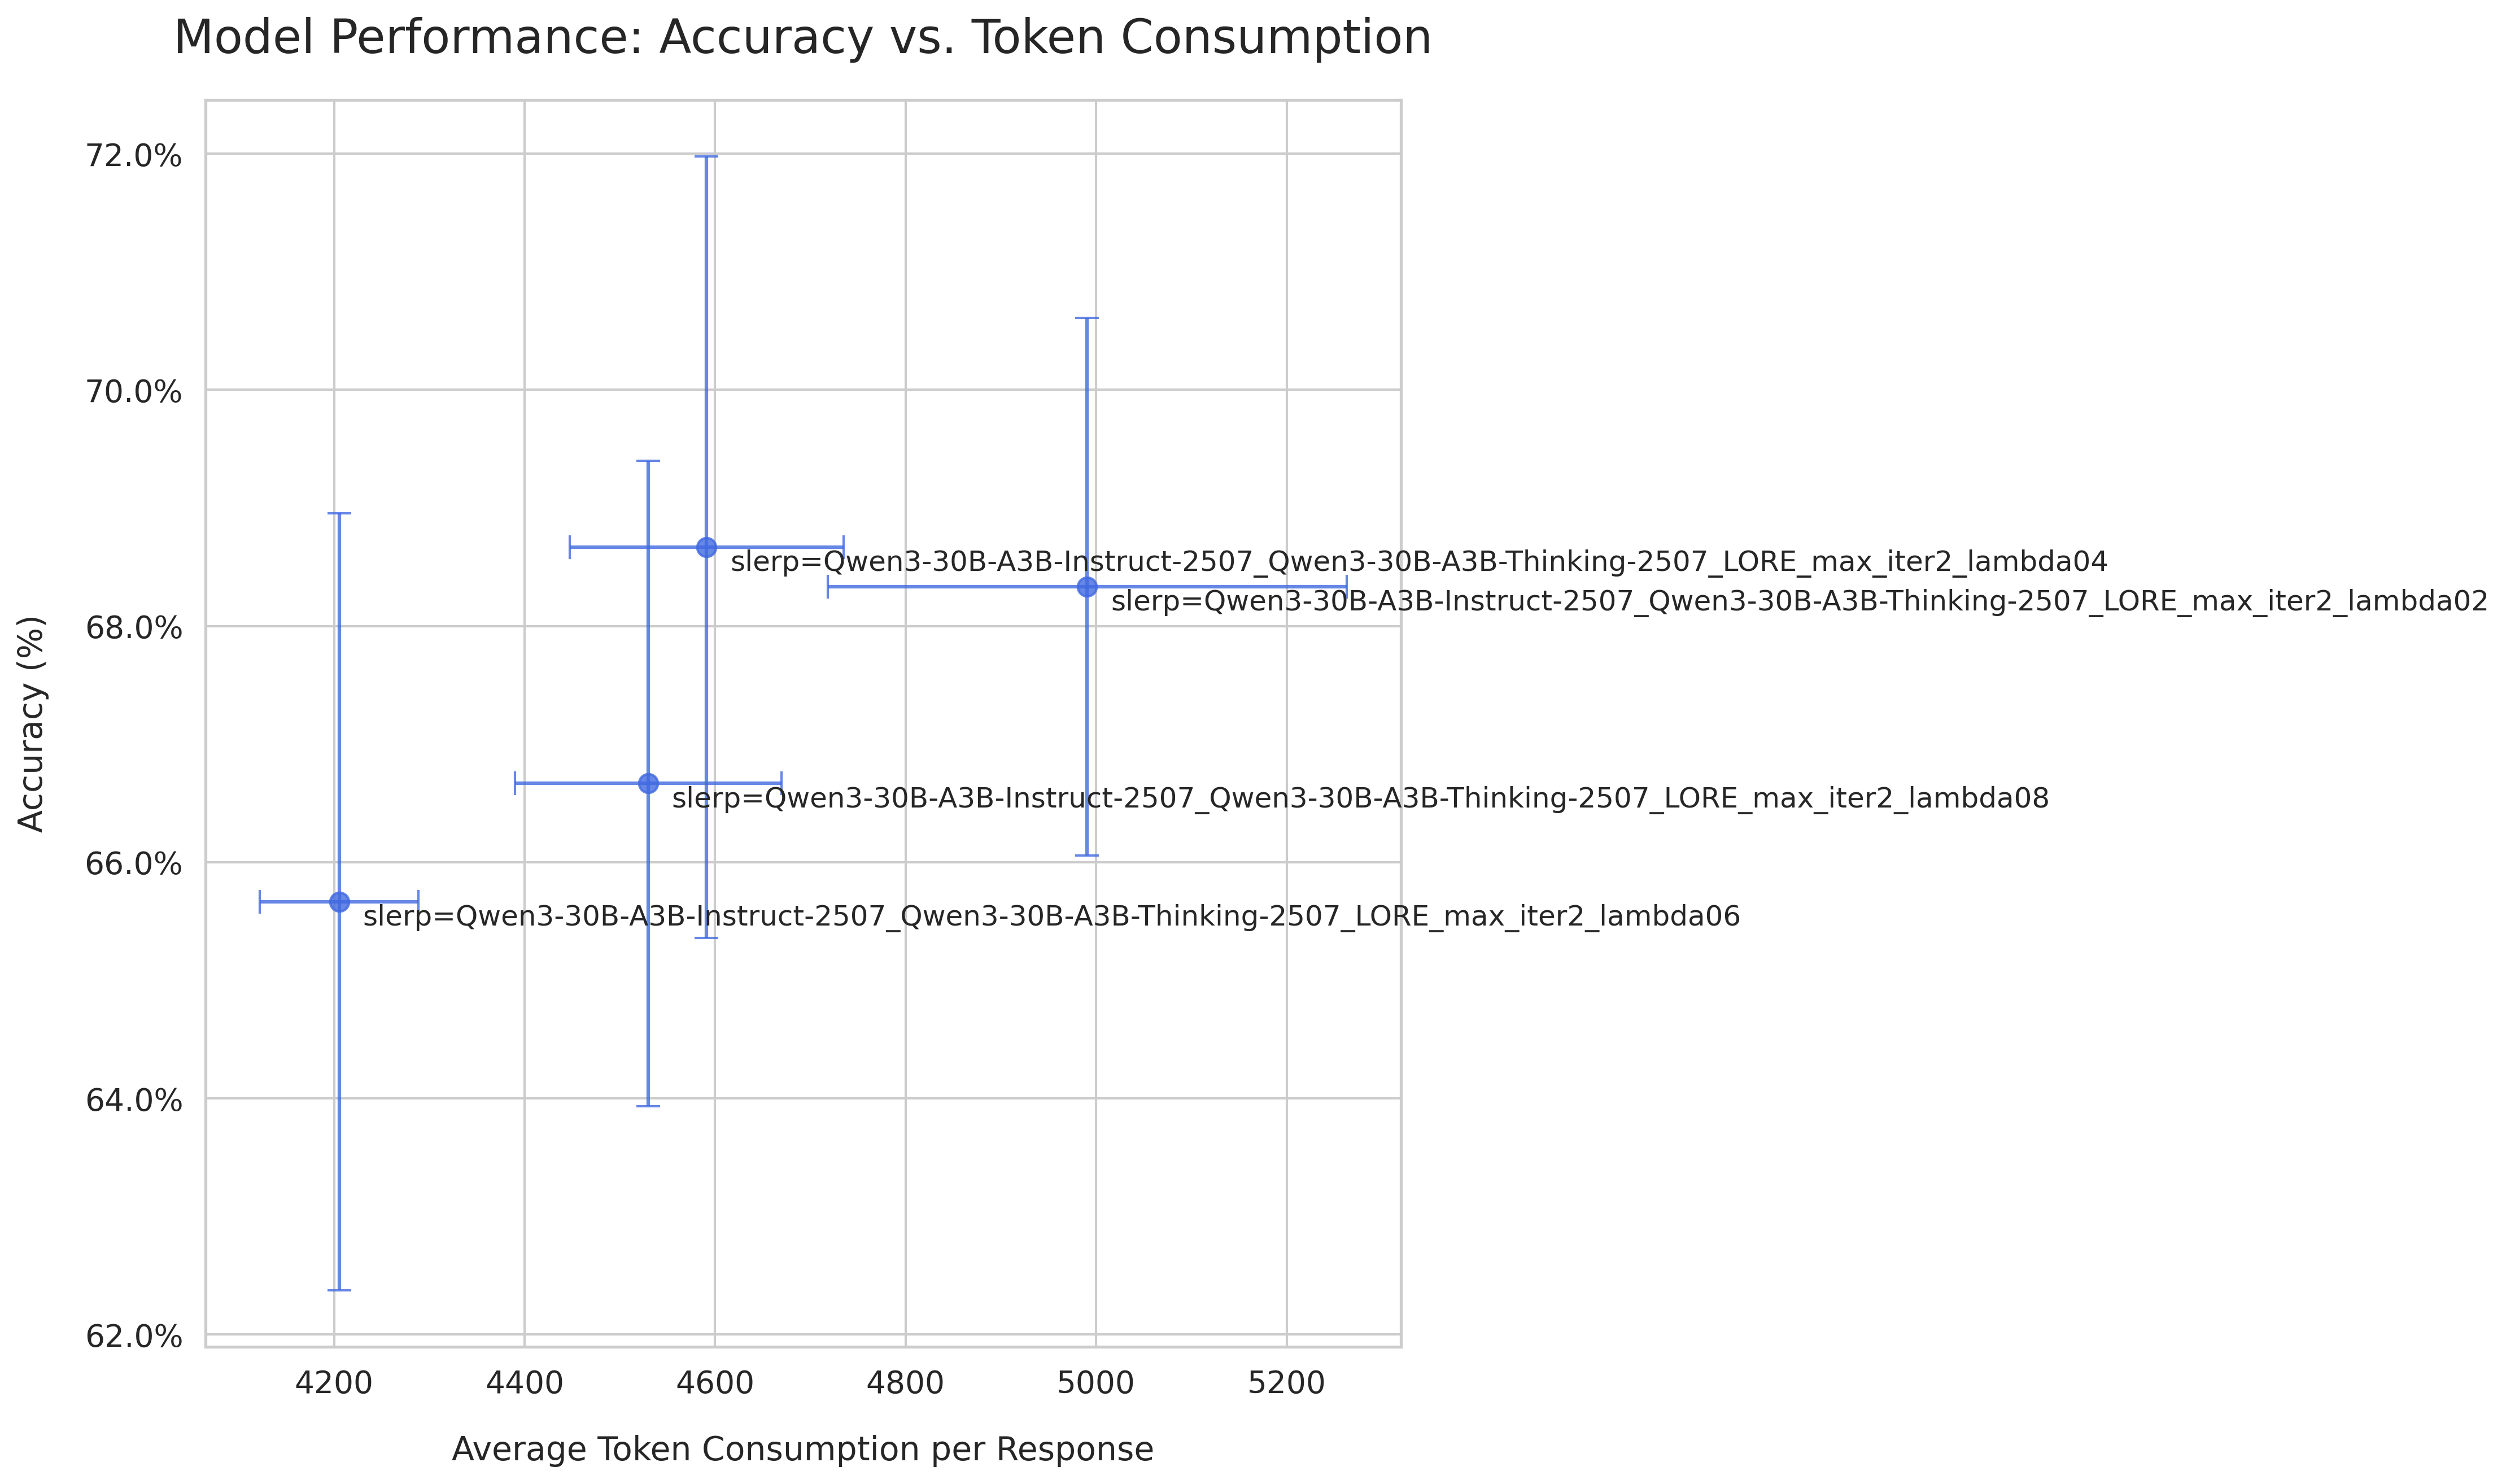 Model Performance: Accuracy vs. Token Consumption
72.0%
70.0%
slerp=Qwen3-30B-A3B-Instruct-2507_Qwen3-30B-A3B-Thinking-2507_LORE_max_iter2_lambda04
slerp=Qwen3-30B-A3B-Instruct-2507_Qwen3-30B-A3B-Thinking-2507_LORE_max_iter2_lambda02
68.0%
Accuracy (%)
slerp=Qwen3-30B-A3B-Instruct-2507_Qwen3-30B-A3B-Thinking-2507_LORE_max_iter2_lambda08
66.0%
slerp=Qwen3-30B-A3B-Instruct-2507_Qwen3-30B-A3B-Thinking-2507_LORE_max_iter2_lambda06
64.0%
62.0%
4200 4400 4600 4800 5000 5200
Average Token Consumption per Response